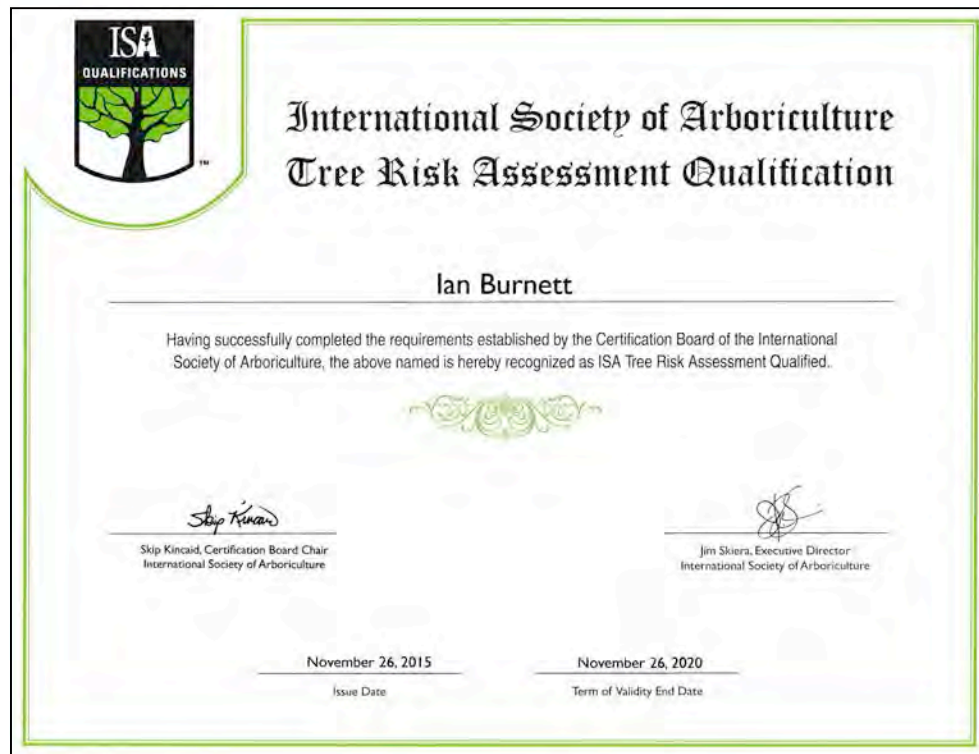 ISA
QUALIFICATIONS
TM
International Society of Arboriculture
Tree Risk Assessment Qualification
Ian Burnett
Having successfully completed the requirements established by the Certification Board of the International
Society of Arboriculture, the above named is hereby recognized as ISA Tree Risk Assessment Qualified.
Skip Kincaid
Skip Kincaid, Certification Board Chair
International Society of Arboriculture
Jim Skiera, Executive Director
International Society of Arboriculture
November 26, 2015
Issue Date
November 26, 2020
Term of Validity End Date